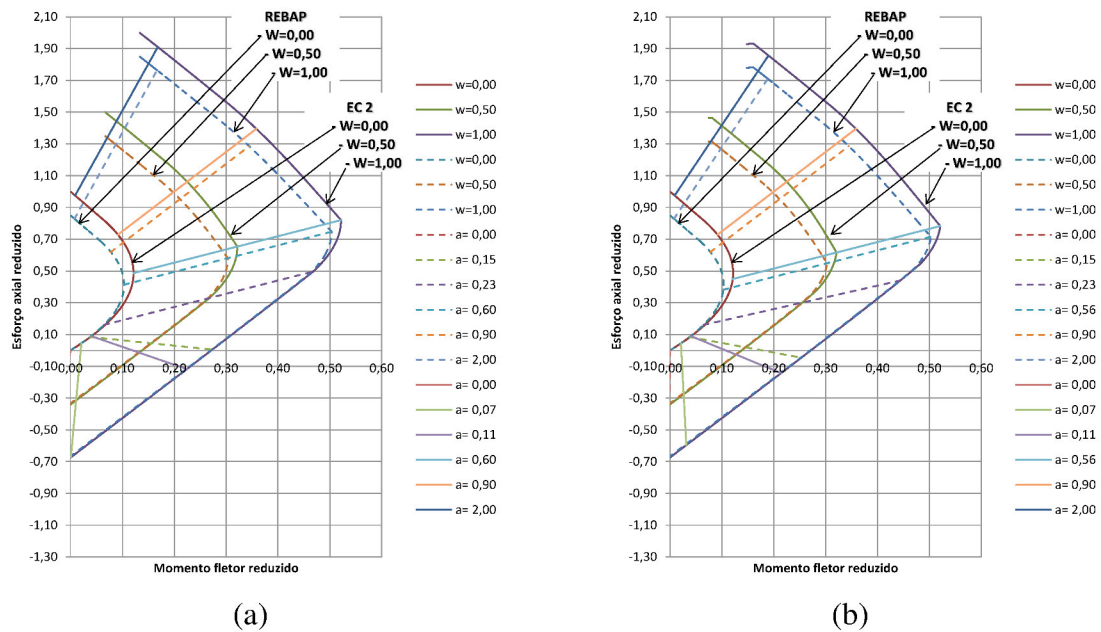 2,10
1,90
1,70
1,50
1,30
1,10
0,90
0,70
0,50
0,30
0,10
-0,10
-0,30
-0,50
-0,70
-0,90
-1,10
-1,30
Esforço axial reduzido
0,00 0,10 0,20 0,30 0,40 0,50 0,60
Momento fletor reduzido
REBAP
W=0,00
W=0,50
W=1,00
EC 2
W=0,00
W=0,50
W=1,00
w=0,00
w=0,50
w=1,00
w=0,00
w=0,50
w=1,00
a= 0,00
a= 0,15
a= 0,23
a= 0,60
a= 0,90
a= 2,00
a= 0,00
a= 0,07
a= 0,11
a= 0,60
a= 0,90
a= 2,00
(a)
2,10
1,90
1,70
1,50
1,30
1,10
0,90
0,70
0,50
0,30
0,10
-0,10
-0,30
-0,50
-0,70
-0,90
-1,10
-1,30
Esforço axial reduzido
0,00 0,10 0,20 0,30 0,40 0,50 0,60
Momento fletor reduzido
REBAP
W=0,00
W=0,50
W=1,00
EC 2
W=0,00
W=0,50
W=1,00
w=0,00
w=0,50
w=1,00
w=0,00
w=0,50
w=1,00
a= 0,00
a= 0,15
a= 0,23
a= 0,56
a= 0,90
a= 2,00
a= 0,00
a= 0,07
a= 0,11
a= 0,56
a= 0,90
a= 2,00
(b)